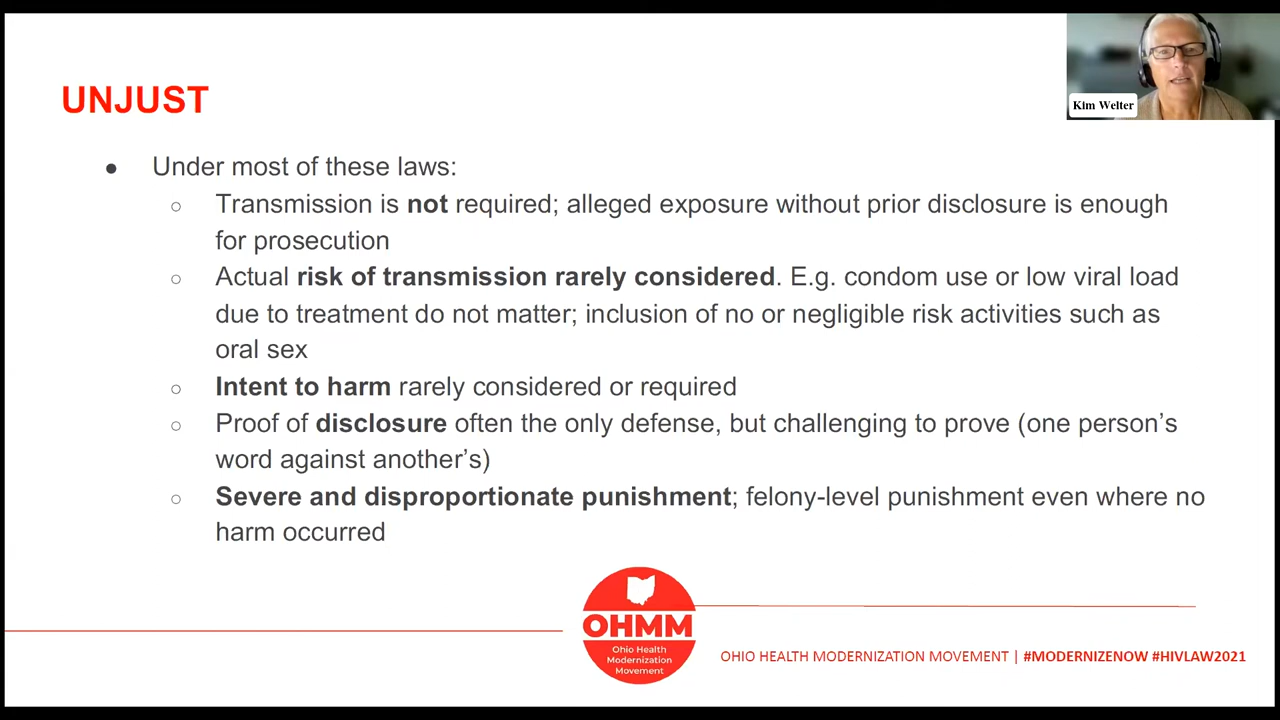 UNJUST
Kim Welter
● Under most of these laws:
○ Transmission is not required; alleged exposure without prior disclosure is enough
for prosecution
○ Actual risk of transmission rarely considered. E.g. condom use or low viral load
due to treatment do not matter; inclusion of no or negligible risk activities such as
oral sex
○ Intent to harm rarely considered or required
○ Proof of disclosure often the only defense, but challenging to prove (one person's
word against another's)
○ Severe and disproportionate punishment; felony-level punishment even where no
harm occurred
OHMM
Ohio Health
Modernization
Movement
OHIO HEALTH MODERNIZATION MOVEMENT | #MODERNIZENOW #HIVLAW2021